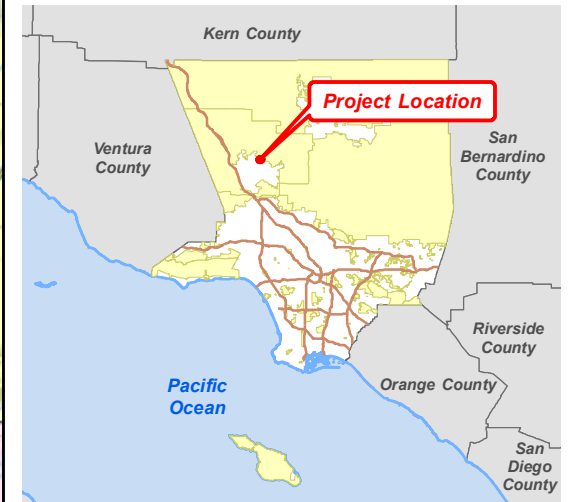 Kern County
Project Location
Ventura
County
San
Bernardino
County
Riverside
County
Pacific
Ocean
Orange County
San
Diego
County